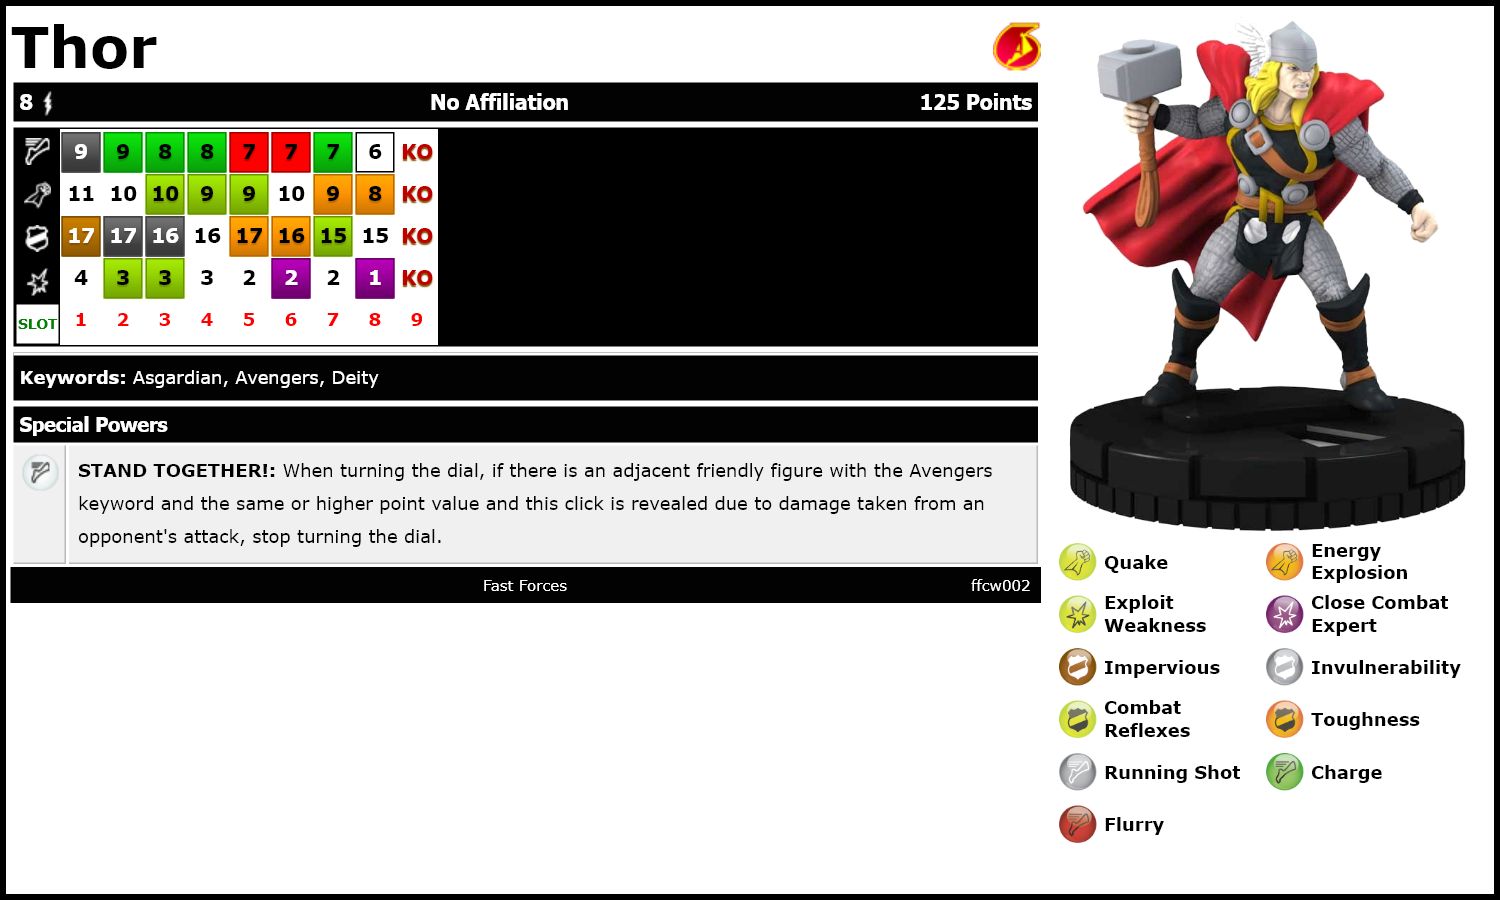 Thor
8 No Affiliation 125 Points
9 9 8 8 7 7 7 6 KO
11 10 10 9 9 10 9 8 KO
17 17 16 16 17 16 15 15 KO
4 3 3 3 2 2 2 1 KO
SLOT 1 2 3 4 5 6 7 8 9
Keywords: Asgardian, Avengers, Deity
Special Powers
STAND TOGETHER!: When turning the dial, if there is an adjacent friendly figure with the Avengers
keyword and the same or higher point value and this click is revealed due to damage taken from an
opponent's attack, stop turning the dial.
Fast Forces ffcw002
Quake
Energy
Explosion
Exploit
Weakness
Close Combat
Expert
Impervious
Invulnerability
Combat
Reflexes
Toughness
Running Shot
Charge
Flurry